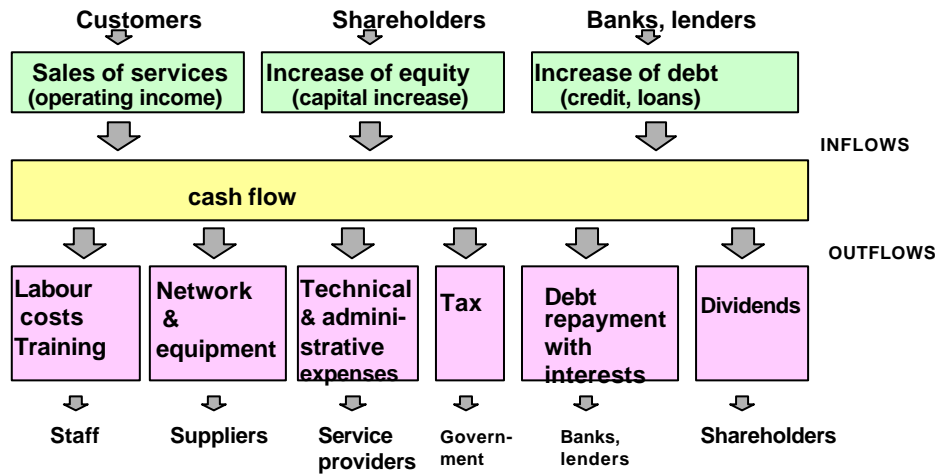 Customers
Shareholders
Banks, lenders
Sales of services
(operating income)
Increase of equity
(capital increase)
Increase of debt
(credit, loans)
INFLOWS
cash flow
OUTFLOWS
Labour
costs
Training
Network
&
equipment
Technical
& admini-
strative
expenses
Tax
Debt
repayment
with
interests
Dividends
Staff
Suppliers
Service
providers
Govern-
ment
Banks,
lenders
Shareholders